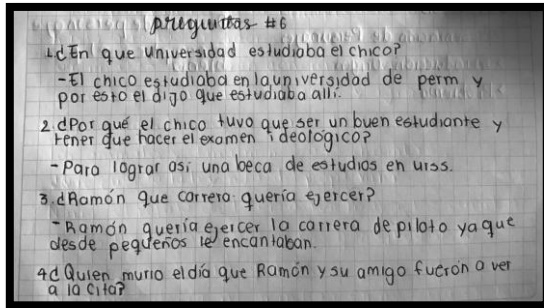 preguntas #6
1.¿En que universidad estudiaba el chico?
-El chico estudiaba en la universidad de perm y
por esto el dijo que estudiaba alli.
2.¿Por qué el chico tuvo que ser un buen estudiante y
tener que hacer el examen ideológico?
-Para lograr asi una beca de estudios en urss.
3.¿Ramón que carrera quería ejercer?
-Ramón quería ejercer la carrera de piloto ya que
desde pequeños le encantaban.
4¿Quien murio el día que Ramón y su amigo fuerón a ver
a la cita?